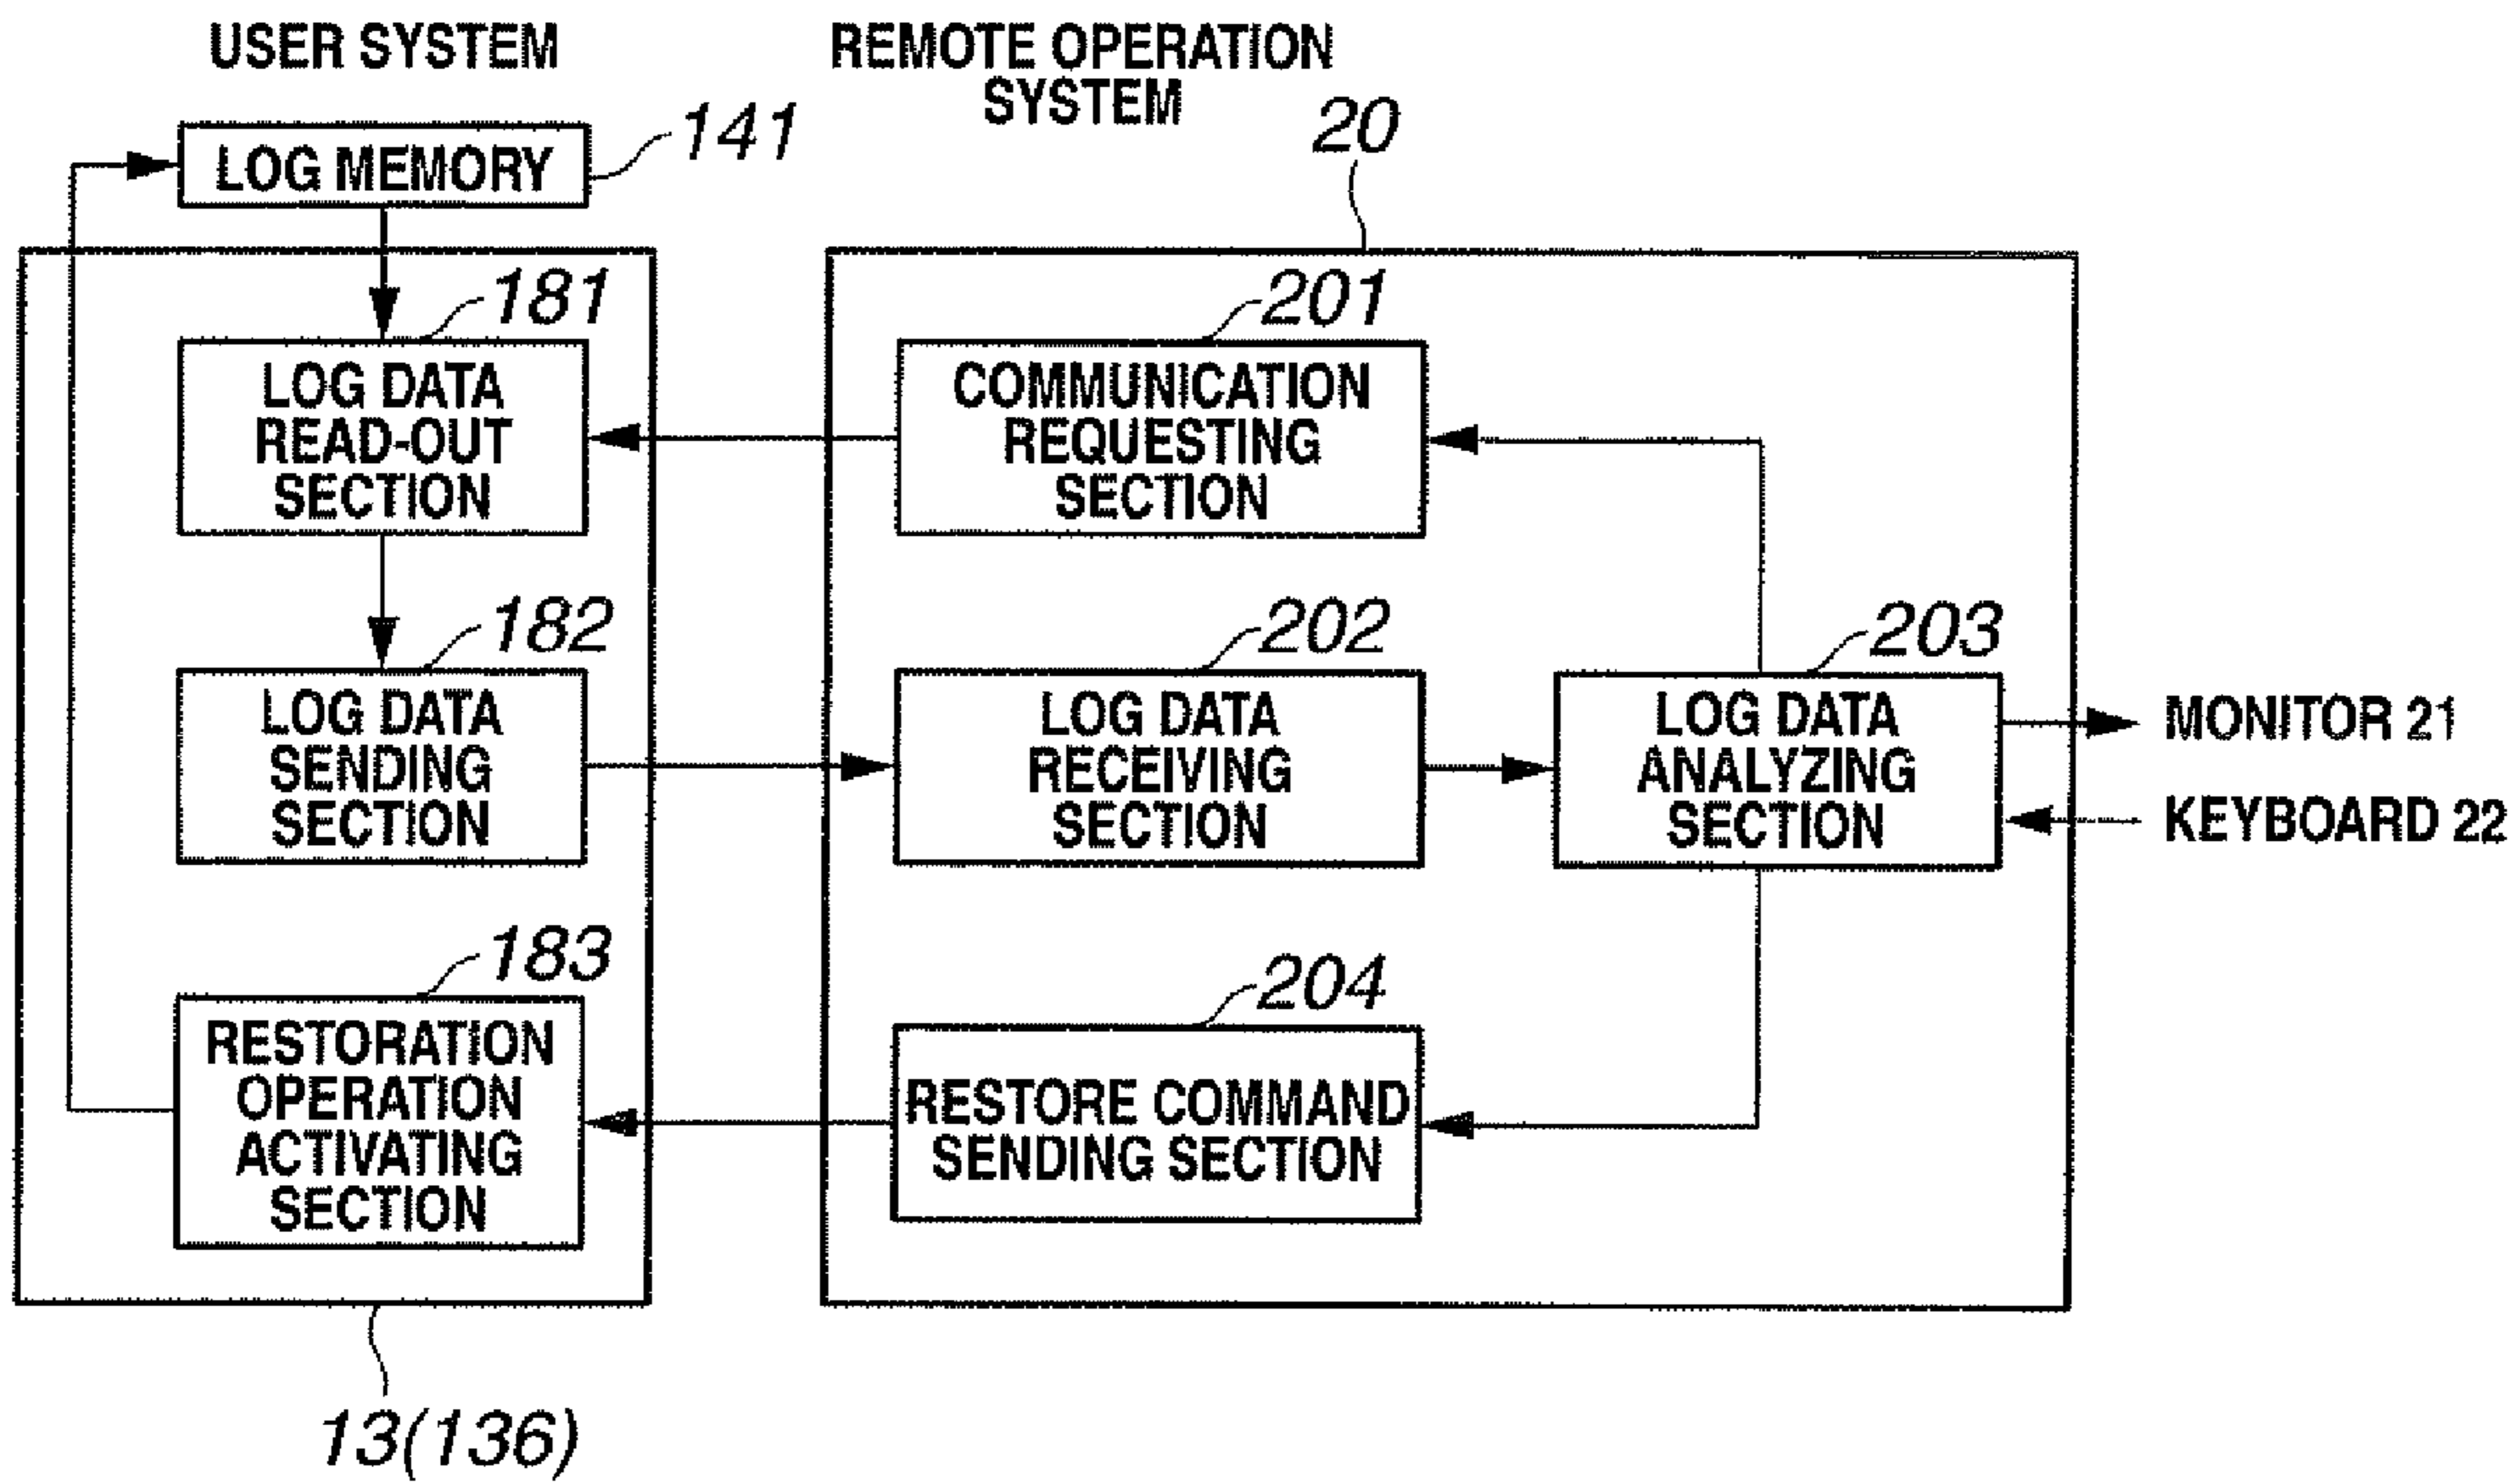 USER SYSTEM
REMOTE OPERATION
SYSTEM
LOG MEMORY
141
20
181
LOG DATA
READ-OUT
SECTION
201
COMMUNICATION
REQUESTING
SECTION
182
LOG DATA
SENDING
SECTION
202
LOG DATA
RECEIVING
SECTION
203
LOG DATA
ANALYZING
SECTION
MONITOR 21
KEYBOARD 22
183
RESTORATION
OPERATION
ACTIVATING
SECTION
204
RESTORE COMMAND
SENDING SECTION
13(136)